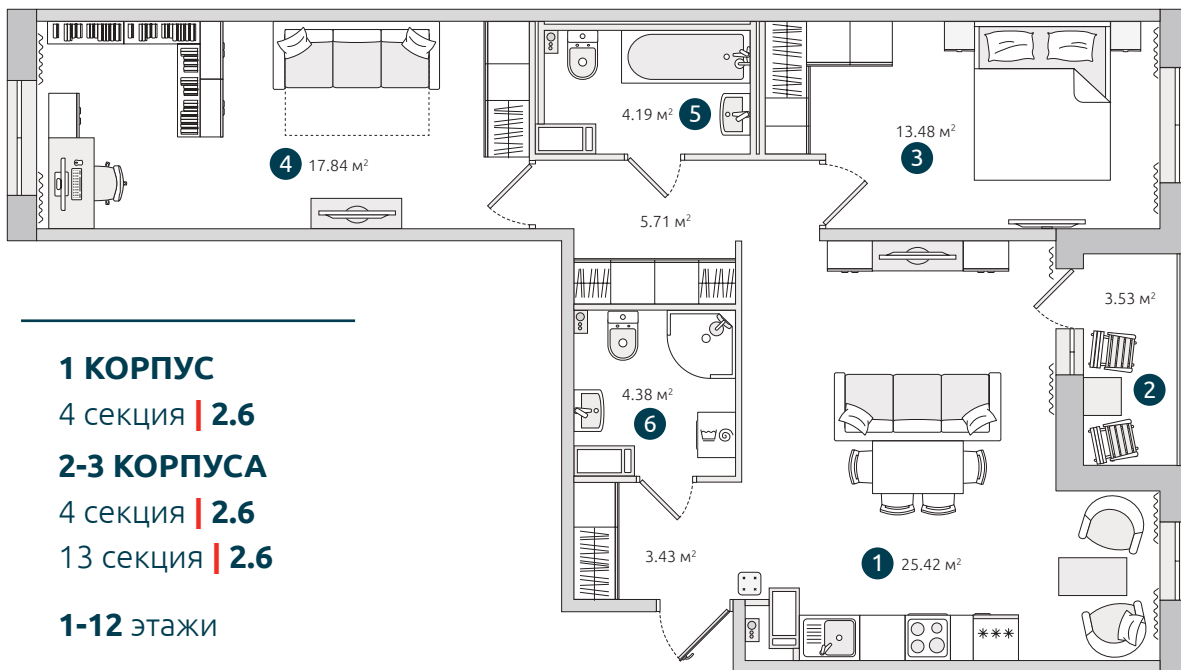 4.19 м² 5
13.48 м²
3
4 17.84 м²
5.71 м²
3.53 м²
2
1 КОРПУС
4 секция | 2.6
2-3 КОРПУСА
4 секция | 2.6
13 секция | 2.6
1-12 этажи
4.38 м²
6
3.43 м²
1 25.42 м²
***